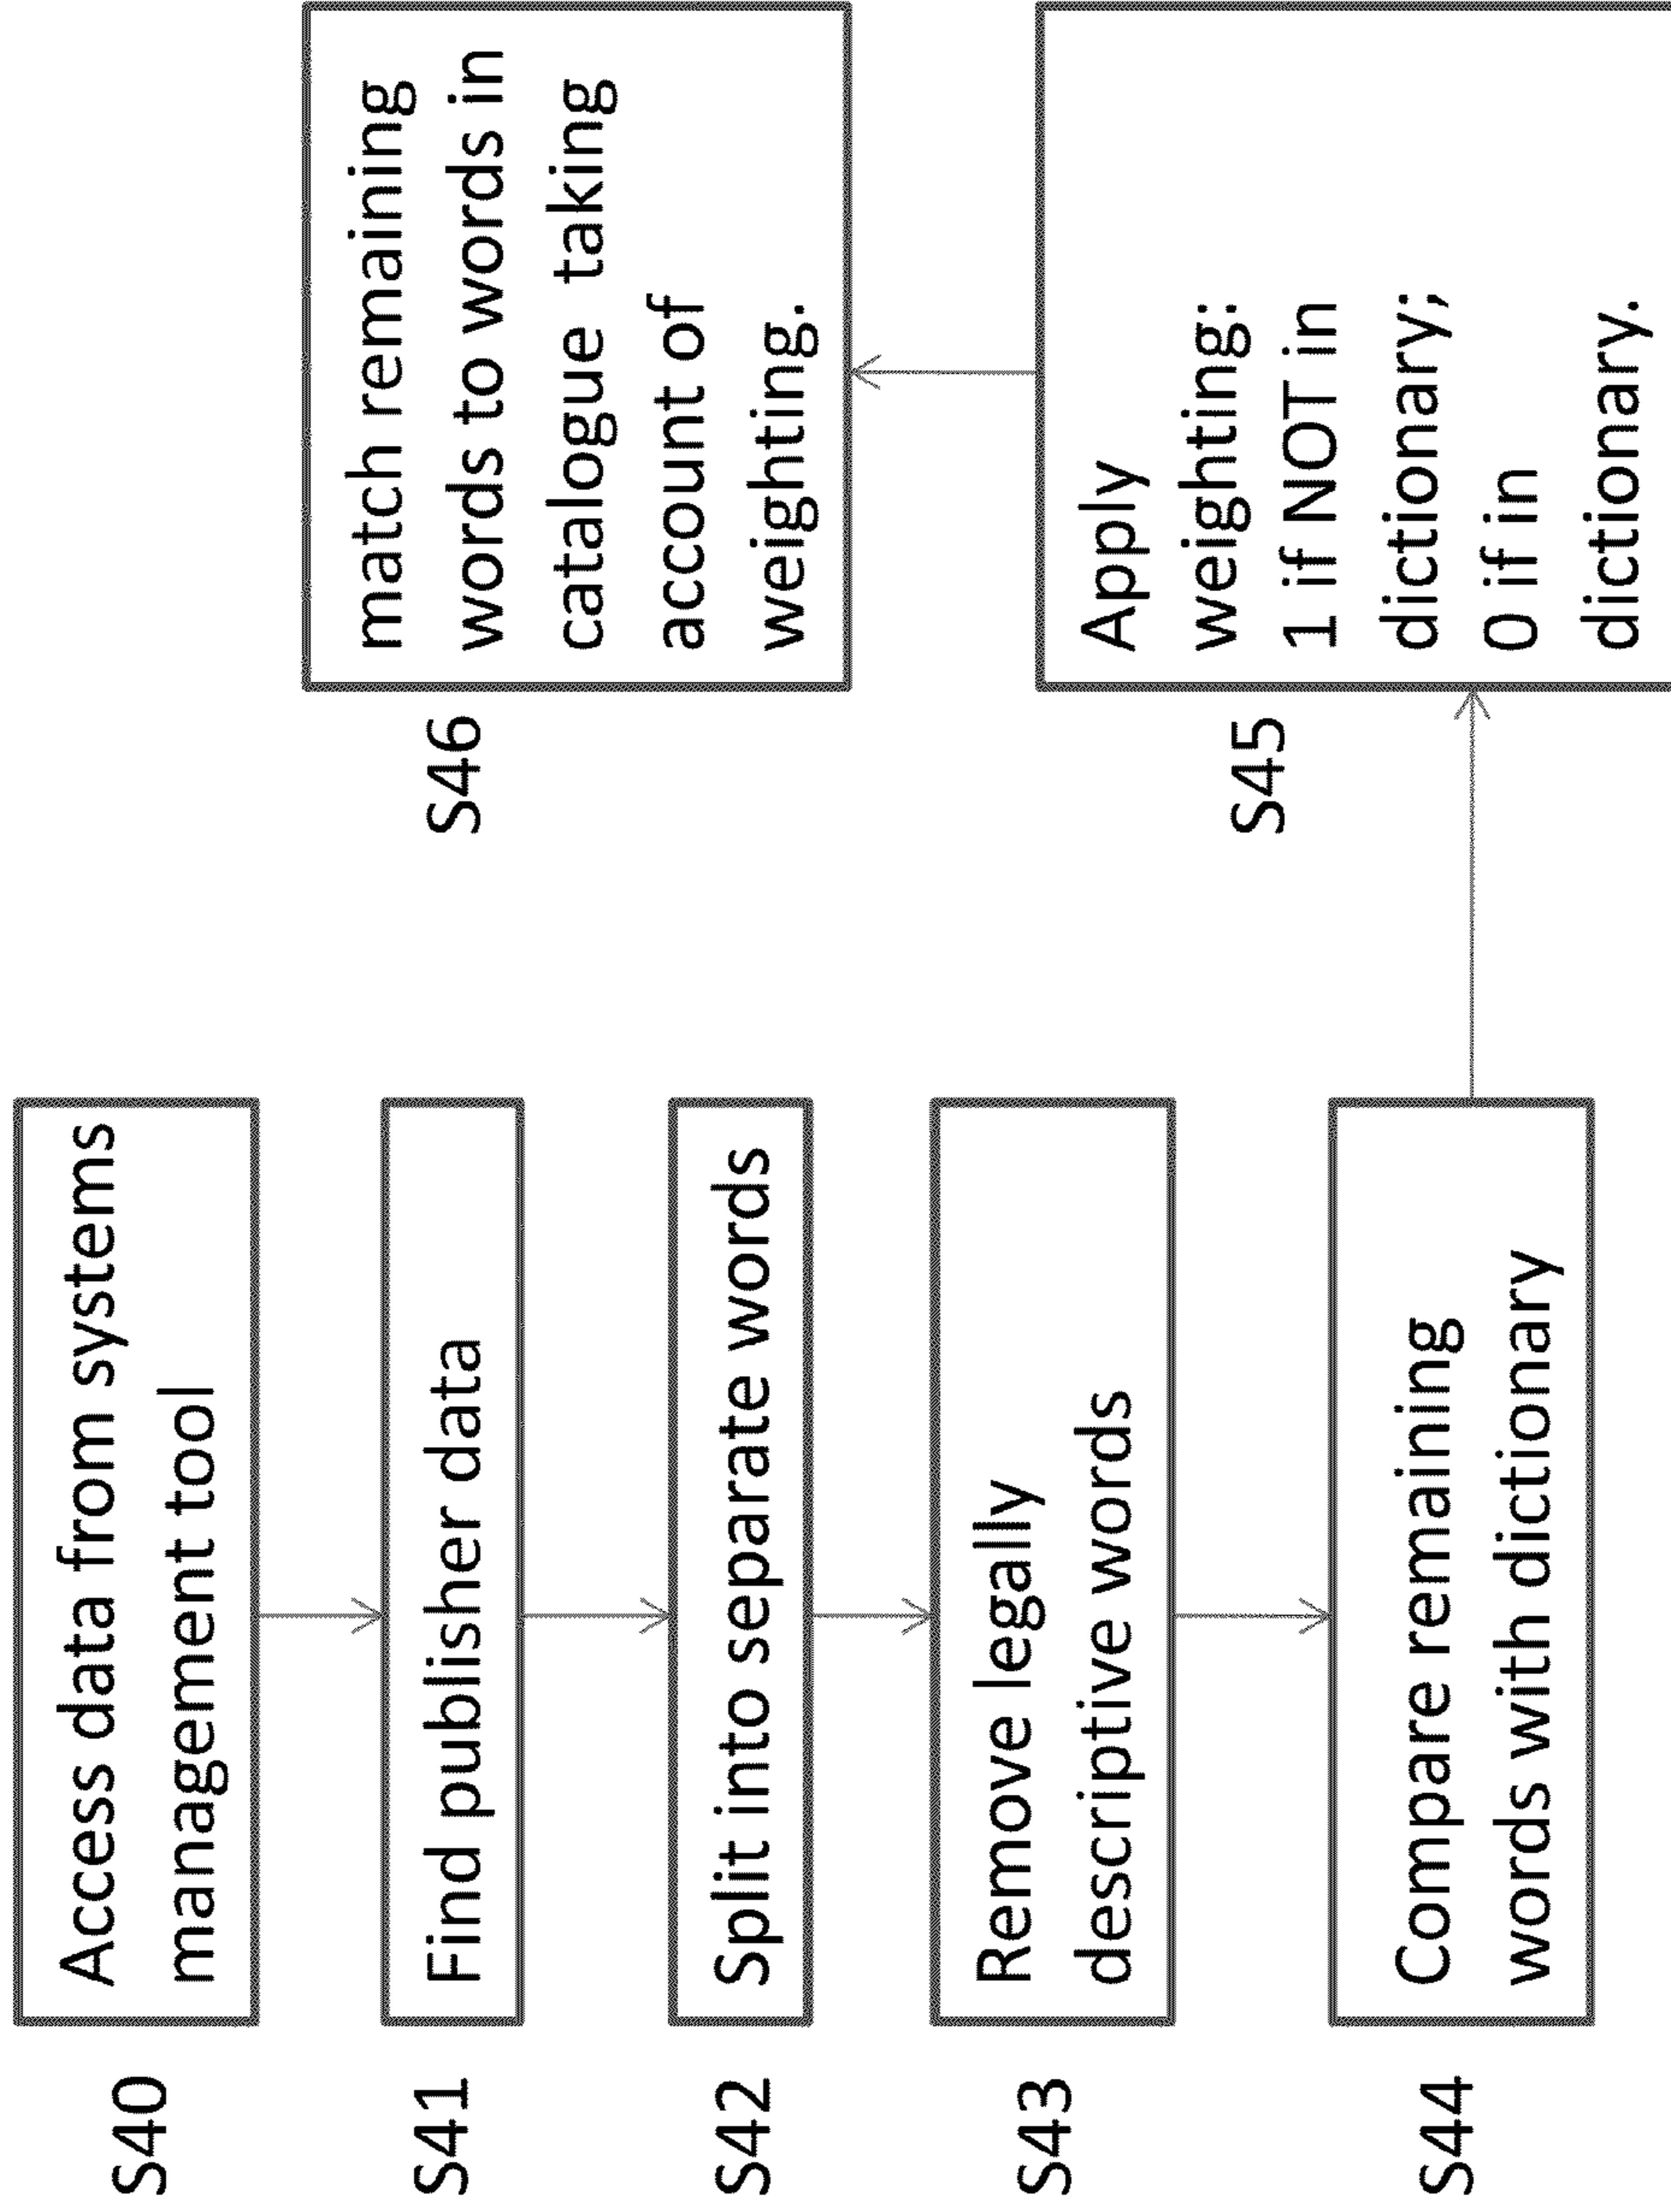 S40
Access data from systems
management tool
S41
Find publisher data
S42
Split into separate words
S43
Remove legally
descriptive words
S44
Compare remaining
words with dictionary
S45
Apply
weighting:
1 if NOT in
dictionary;
0 if in
dictionary.
S46
match remaining
words to words in
catalogue taking
account of
weighting.